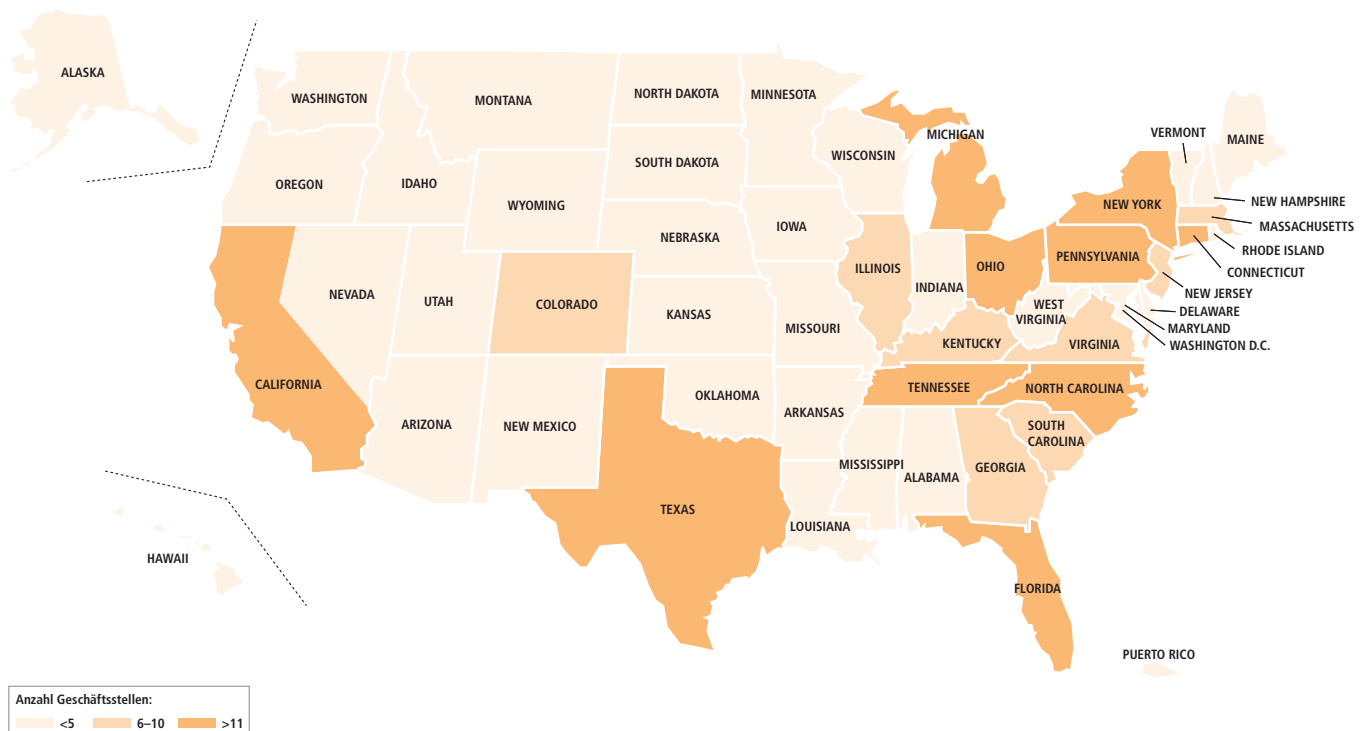 ALASKA
WASHINGTON
MONTANA
NORTH DAKOTA
MINNESOTA
MICHIGAN
VERMONT
MAINE
OREGON
IDAHO
WYOMING
SOUTH DAKOTA
WISCONSIN
NEW YORK
NEW HAMPSHIRE
MASSACHUSETTS
RHODE ISLAND
CONNECTICUT
NEW JERSEY
DELAWARE
MARYLAND
WASHINGTON D.C.
NEVADA
UTAH
COLORADO
NEBRASKA
IOWA
ILLINOIS
INDIANA
OHIO
PENNSYLVANIA
KANSAS
MISSOURI
WEST
VIRGINIA
KENTUCKY
VIRGINIA
CALIFORNIA
ARIZONA
NEW MEXICO
OKLAHOMA
ARKANSAS
TENNESSEE
NORTH CAROLINA
SOUTH
CAROLINA
MISSISSIPPI
ALABAMA
GEORGIA
TEXAS
LOUISIANA
FLORIDA
HAWAII
PUERTO RICO
Anzahl Geschäftsstellen:
<5 6–10 >11